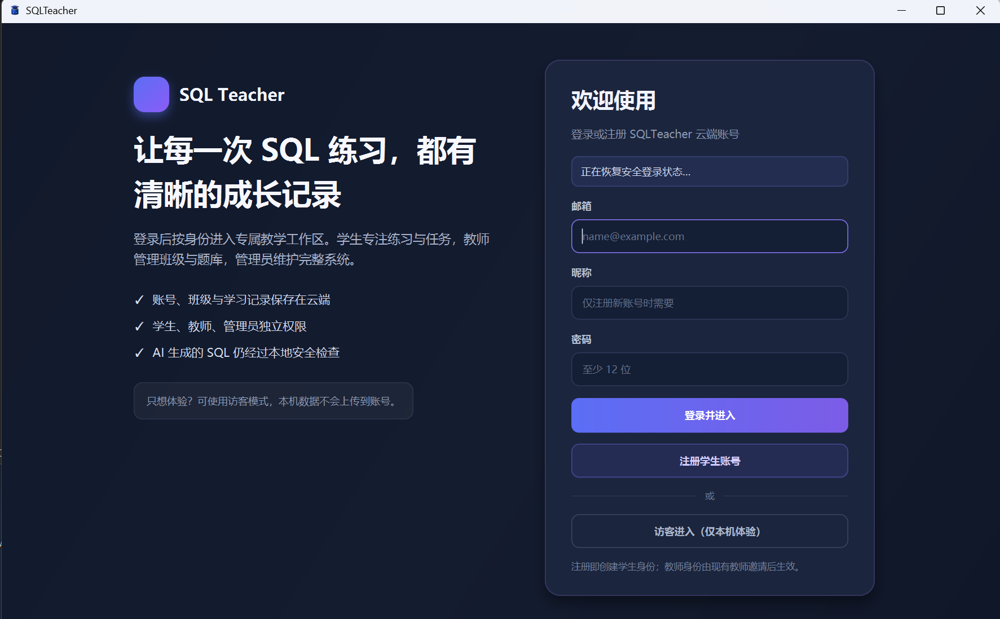 SQLTeacher
SQL Teacher
让每一次 SQL 练习，都有
清晰的成长记录
登录后按身份进入专属教学工作区。学生专注练习与任务，教师
管理班级与题库，管理员维护完整系统。
✓ 账号、班级与学习记录保存在云端
✓ 学生、教师、管理员独立权限
✓ AI 生成的 SQL 仍经过本地安全检查
只想体验？可使用访客模式，本机数据不会上传到账号。
欢迎使用
登录或注册 SQLTeacher 云端账号
正在恢复安全登录状态...
邮箱
name@example.com
昵称
仅注册新账号时需要
密码
至少 12 位
登录并进入
注册学生账号
或
访客进入（仅本机体验）
注册即创建学生身份；教师身份由现有教师邀请后生效。